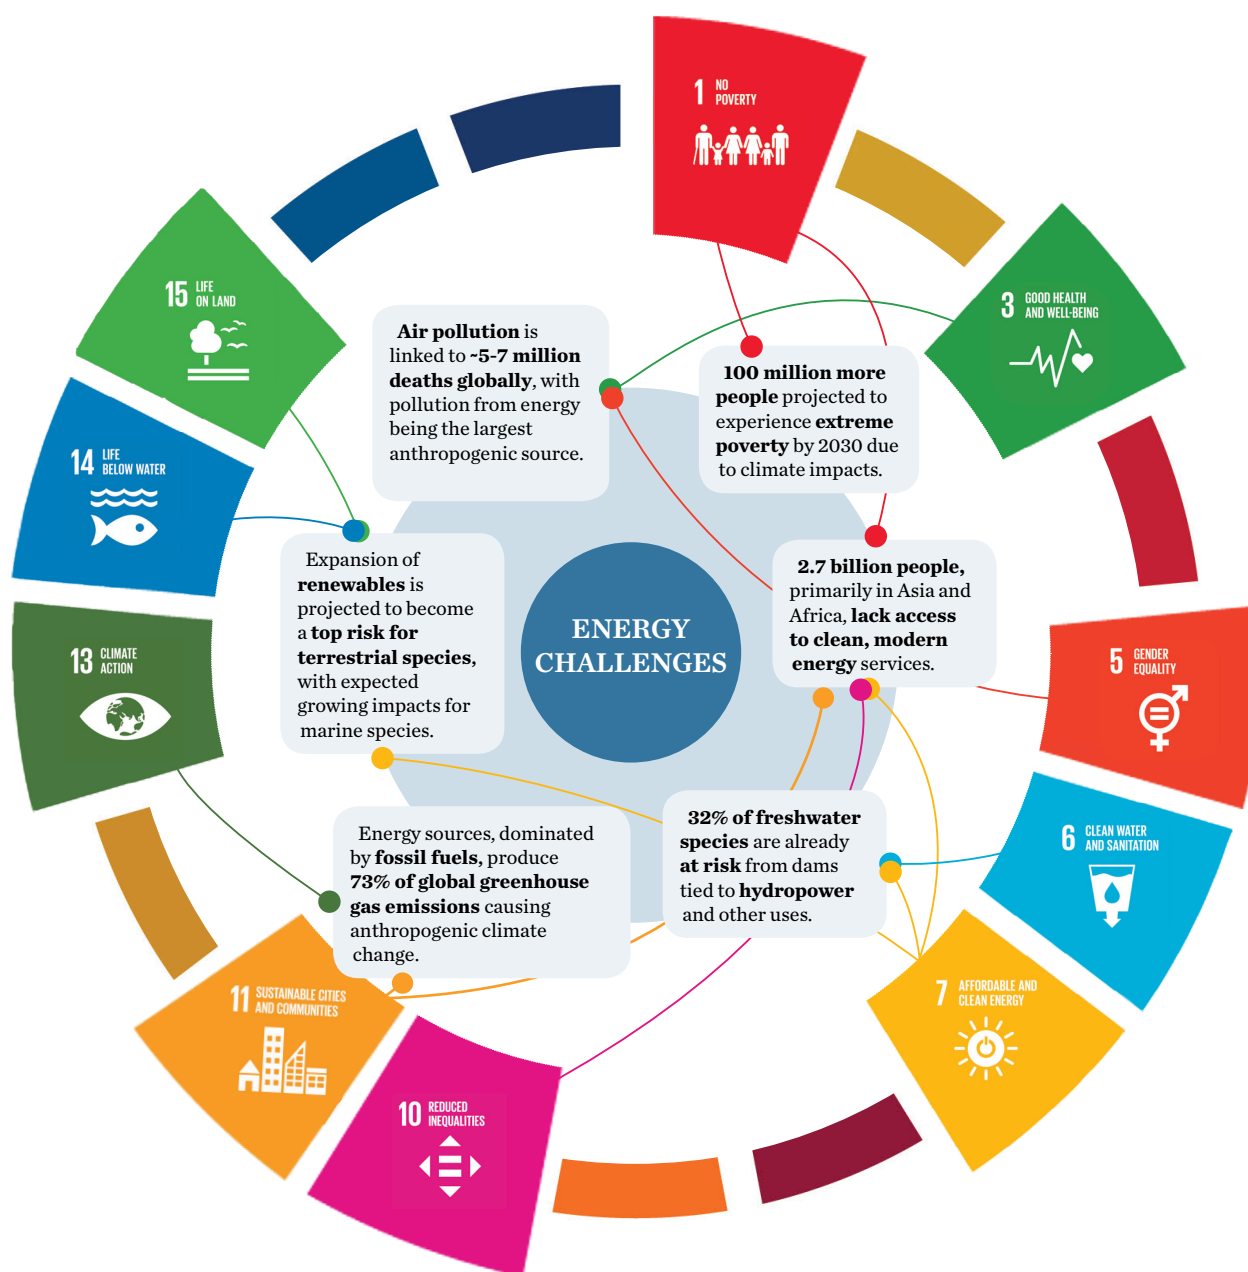 1 NO
POVERTY
3 GOOD HEALTH
AND WELL-BEING
5 GENDER
EQUALITY
6 CLEAN WATER
AND SANITATION
7 AFFORDABLE AND
CLEAN ENERGY
10 REDUCED
INEQUALITIES
11 SUSTAINABLE CITIES
AND COMMUNITIES
13 CLIMATE
ACTION
14 LIFE
BELOW WATER
15 LIFE
ON LAND
Air pollution is
linked to ~5-7 million
deaths globally, with
pollution from energy
being the largest
anthropogenic source.
100 million more
people projected to
experience extreme
poverty by 2030 due
to climate impacts.
2.7 billion people,
primarily in Asia and
Africa, lack access
to clean, modern
energy services.
ENERGY
CHALLENGES
Expansion of
renewables is
projected to become
a top risk for
terrestrial species,
with expected
growing impacts for
marine species.
32% of freshwater
species are already
at risk from dams
tied to hydropower
and other uses.
Energy sources, dominated
by fossil fuels, produce
73% of global greenhouse
gas emissions causing
anthropogenic climate
change.